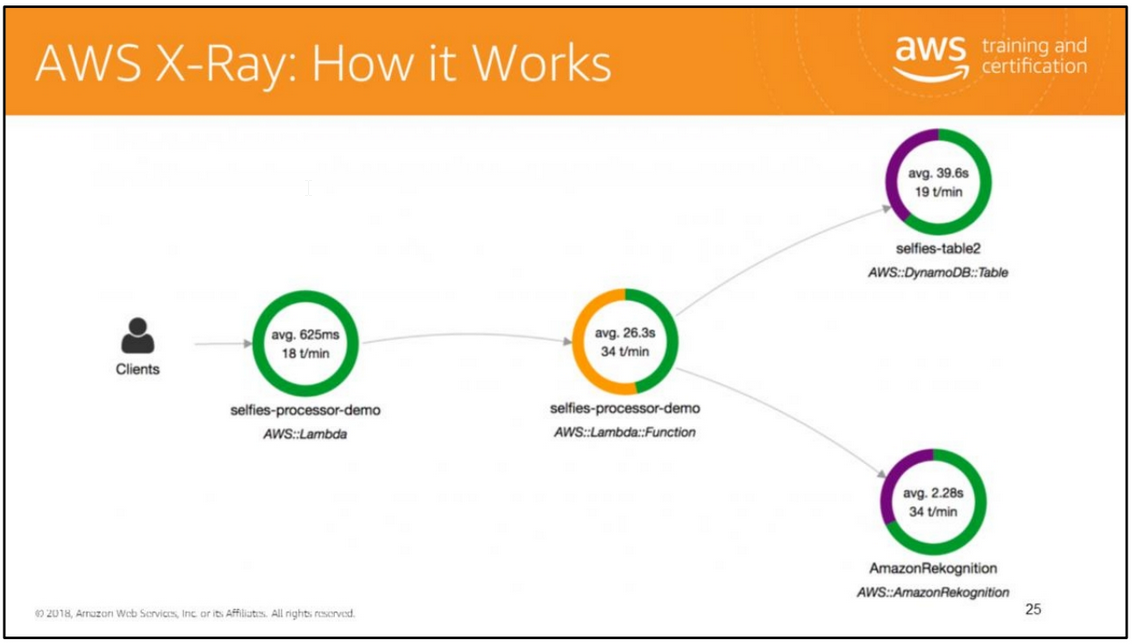 AWS X-Ray: How it Works
aws training and
certification
avg. 39.6s
19 t/min
selfies-table2
AWS::DynamoDB::Table
Clients
avg. 625ms
18 t/min
selfies-processor-demo
AWS::Lambda
avg. 26.3s
34 t/min
selfies-processor-demo
AWS::Lambda::Function
avg. 2.28s
34 t/min
AmazonRekognition
AWS::AmazonRekognition
© 2018, Amazon Web Services, Inc. or its Affiliates. All rights reserved.
25